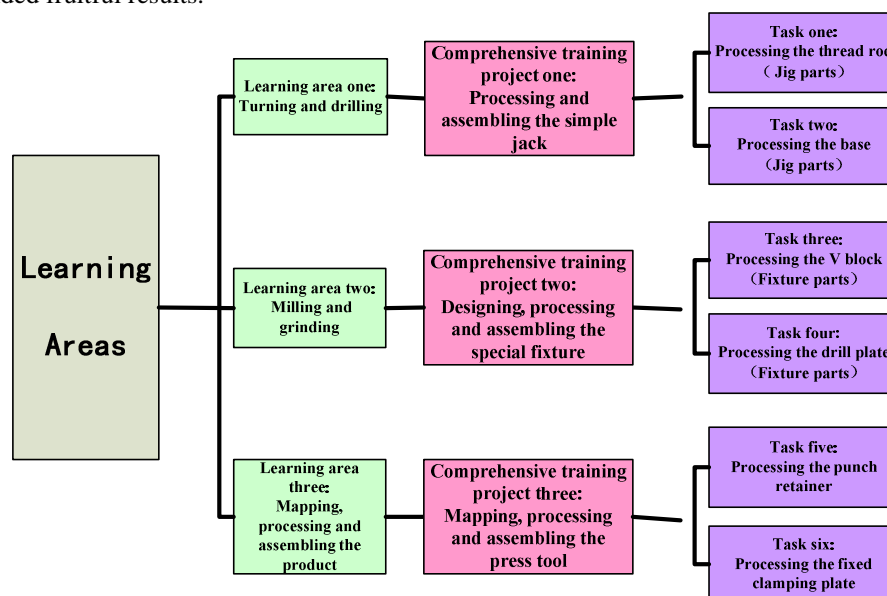 ded fruitful results.
Learning
Areas
Learning area one:
Turning and drilling
Comprehensive training
project one:
Processing and
assembling the simple
jack
Task one:
Processing the thread rod
（Jig parts）
Task two:
Processing the base
（Jig parts）
Learning area two:
Milling and
grinding
Comprehensive training
project two:
Designing, processing
and assembling the
special fixture
Task three:
Processing the V block
（Fixture parts）
Task four:
Processing the drill plate
（Fixture parts）
Learning area
three:
Mapping,
processing and
assembling the
product
Comprehensive training
project three:
Mapping, processing
and assembling the
press tool
Task five:
Processing the punch
retainer
Task six:
Processing the fixed
clamping plate